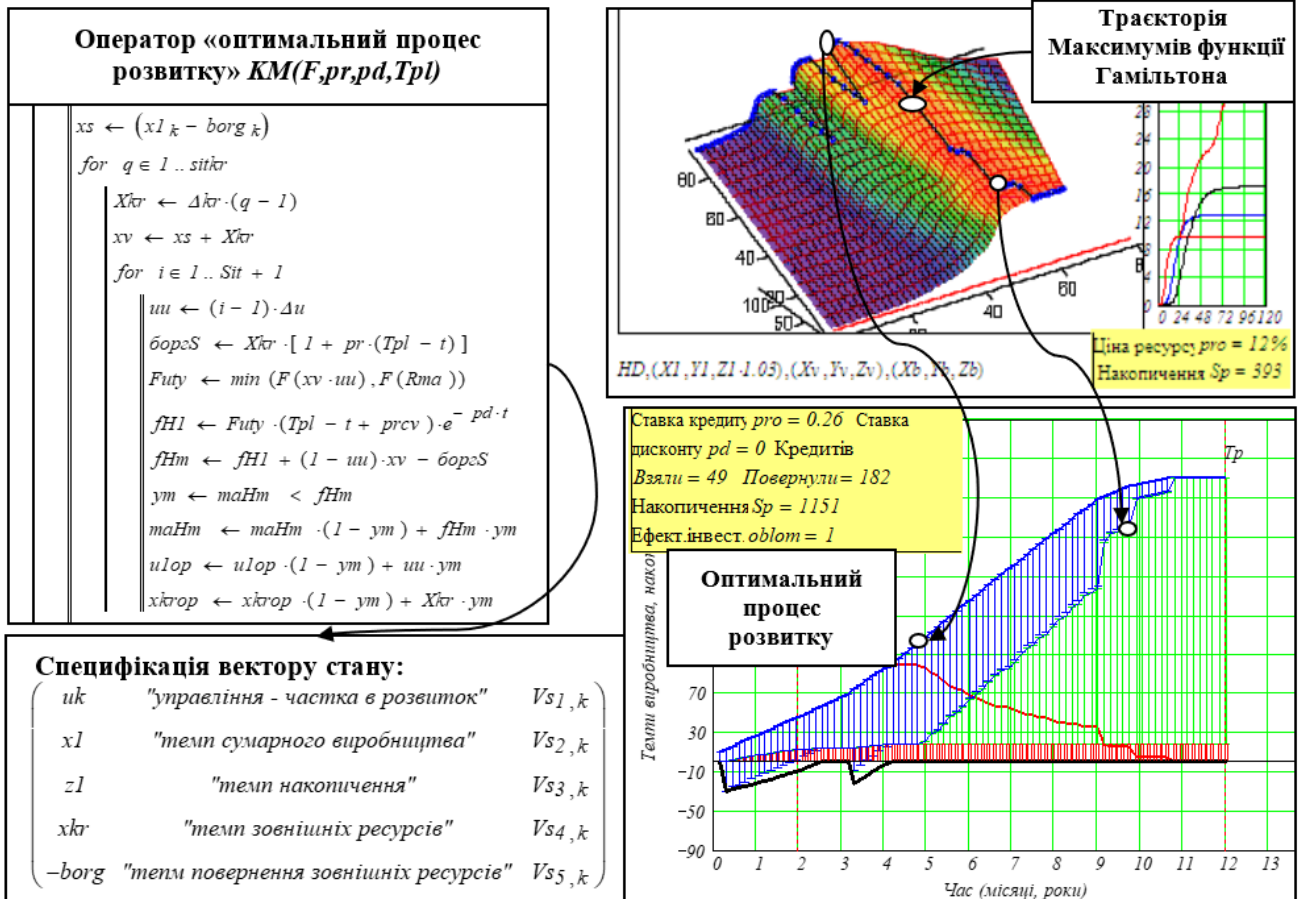 Оператор «оптимальний процес
розвитку» KM(F,pr,pd,Tpl)
xs ← (x1 k − borg k)
for q ∈ 1 .. sitkr
Xkr ← Δkr·(q − 1)
xv ← xs + Xkr
for i ∈ 1 .. Sit + 1
uu ← (i − 1)·Δu
боргS ← Xkr·[ 1 + pr·(Tpl − t) ]
Futy ← min (F(xv·uu), F(Rma))
fH1 ← Futy·(Tpl − t + prcv)·e^− pd·t
fHm ← fH1 + (1 − uu)·xv − боргS
ym ← maHm < fHm
maHm ← maHm·(1 − ym) + fHm·ym
u1op ← u1op·(1 − ym) + uu·ym
xkrop ← xkrop·(1 − ym) + Xkr·ym
Специфікація вектору стану:
uk "управління - частка в розвиток" Vs1,k
x1 "темп сумарного виробництва" Vs2,k
z1 "темп накопичення" Vs3,k
xkr "темп зовнішніх ресурсів" Vs4,k
−borg "тепм повернення зовнішніх ресурсів" Vs5,k
Траєкторія
Максимумів функції
Гамільтона
80
60
40
100
50
40
60
28
24
20
16
12
8
4
0
0 24 48 72 96 120
HD,(X1,Y1,Z1·1.03),(Xv,Yv,Zv),(Xb,Yb,Zb)
Ціна ресурсу pro = 12%
Накопичення Sp = 393
Ставка кредиту pro = 0.26 Ставка
дисконту pd = 0 Кредитів
Взяли = 49 Повернули = 182
Накопичення Sp = 1151
Ефект.інвест. oblom = 1
Tp
Оптимальний
процес
розвитку
Темпи виробництва, нако
70
30
−10
−50
−90
0 1 2 3 4 5 6 7 8 9 10 11 12 13
Час (місяці, роки)